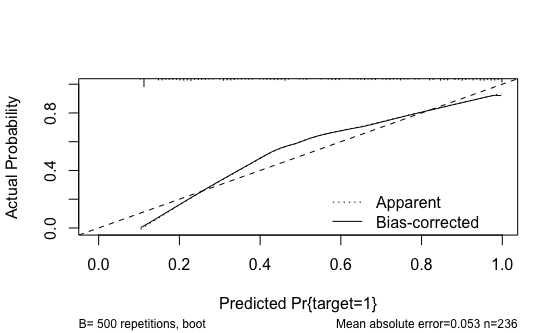 Actual Probability
0.8
0.4
0.0
Apparent
Bias-corrected
0.0 0.2 0.4 0.6 0.8 1.0
Predicted Pr{target=1}
B= 500 repetitions, boot
Mean absolute error=0.053 n=236